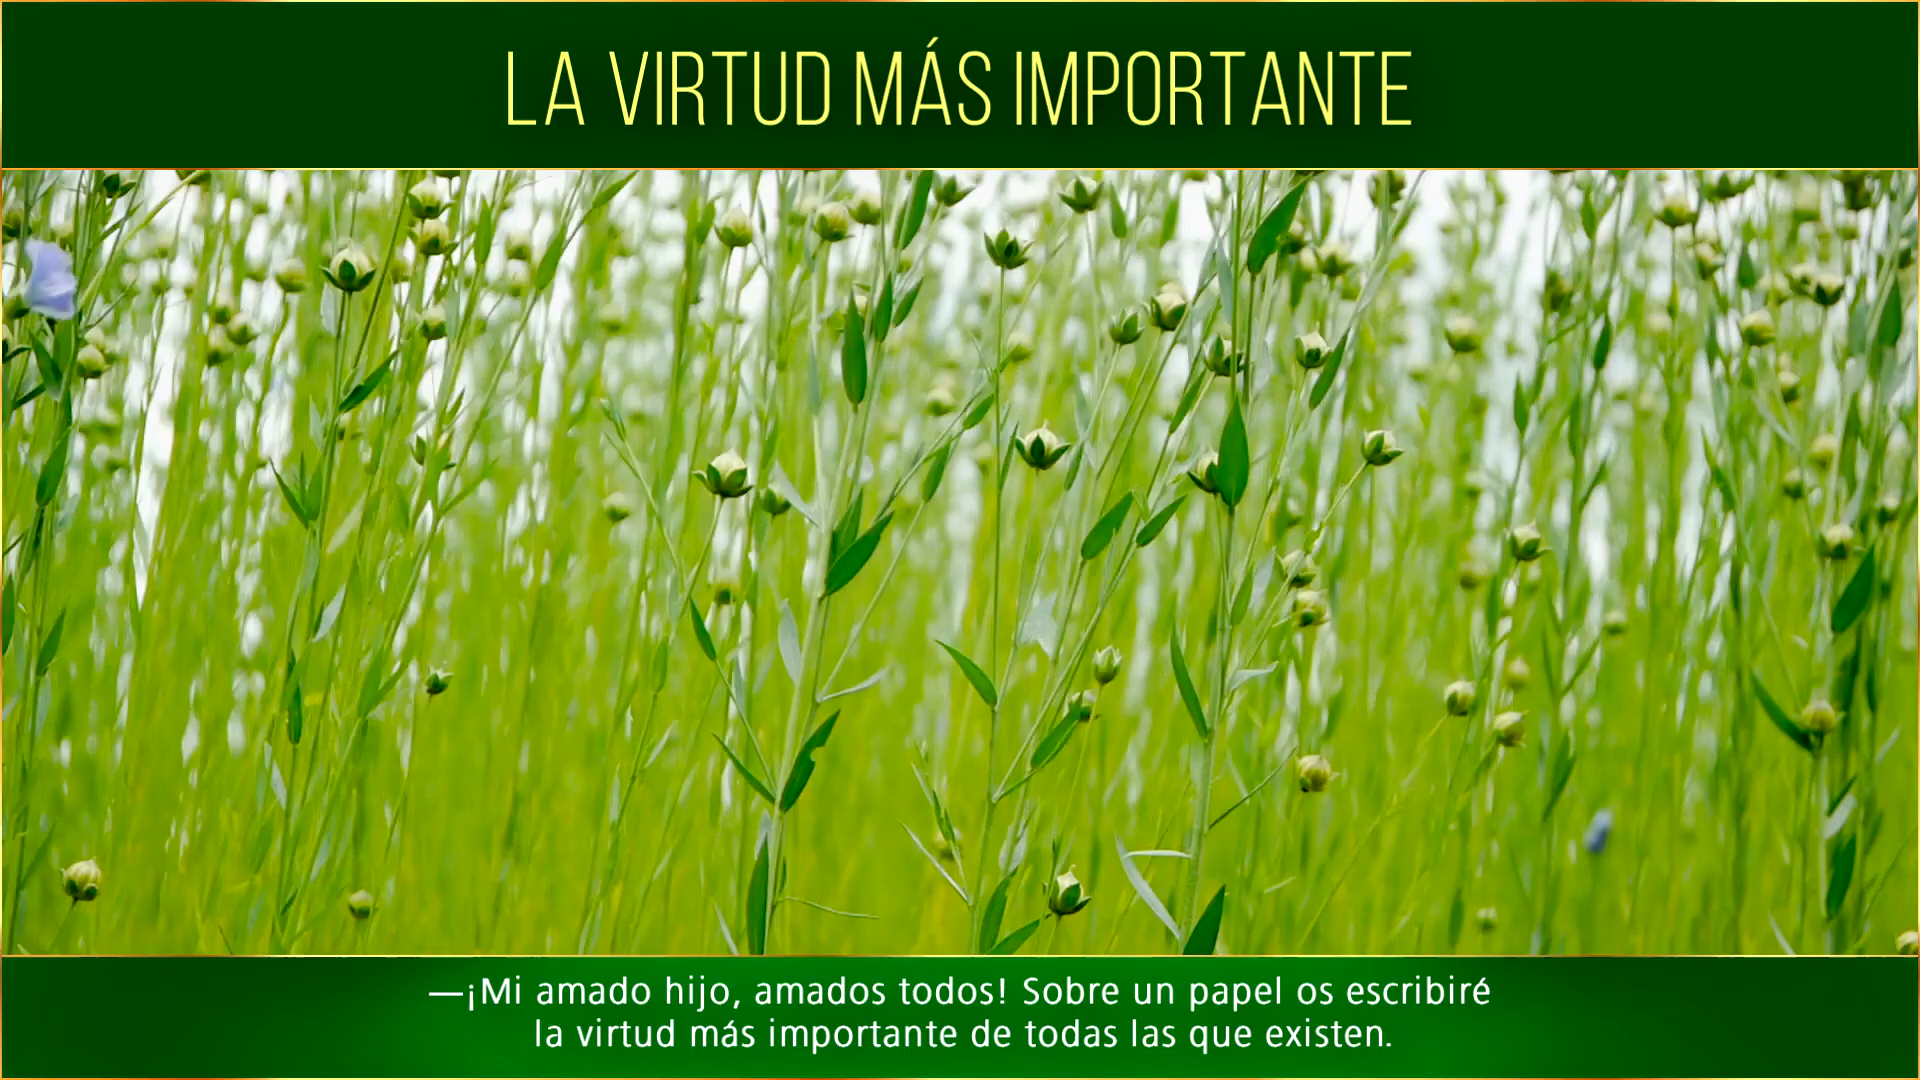 LA VIRTUD MÁS IMPORTANTE
—¡Mi amado hijo, amados todos! Sobre un papel os escribiré
la virtud más importante de todas las que existen.